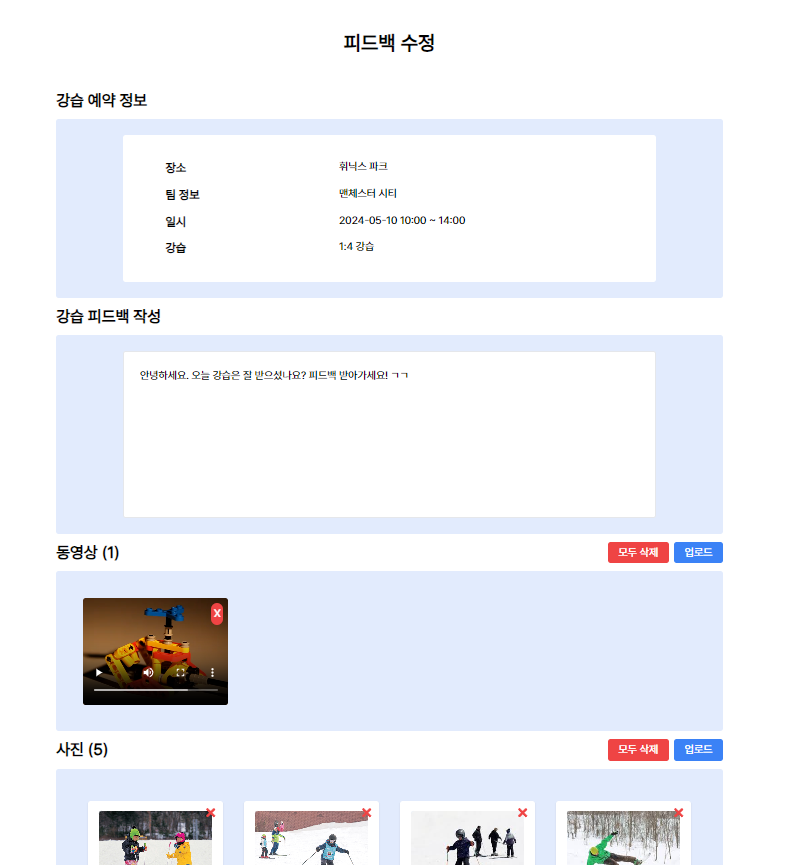 피드백 수정
강습 예약 정보
장소 휘닉스 파크
팀 정보 맨체스터 시티
일시 2024-05-10 10:00 ~ 14:00
강습 1:4 강습
강습 피드백 작성
안녕하세요. 오늘 강습은 잘 받으셨나요? 피드백 받아가세요! ㄱㄱ
동영상 (1) 모두 삭제 업로드
X
사진 (5) 모두 삭제 업로드